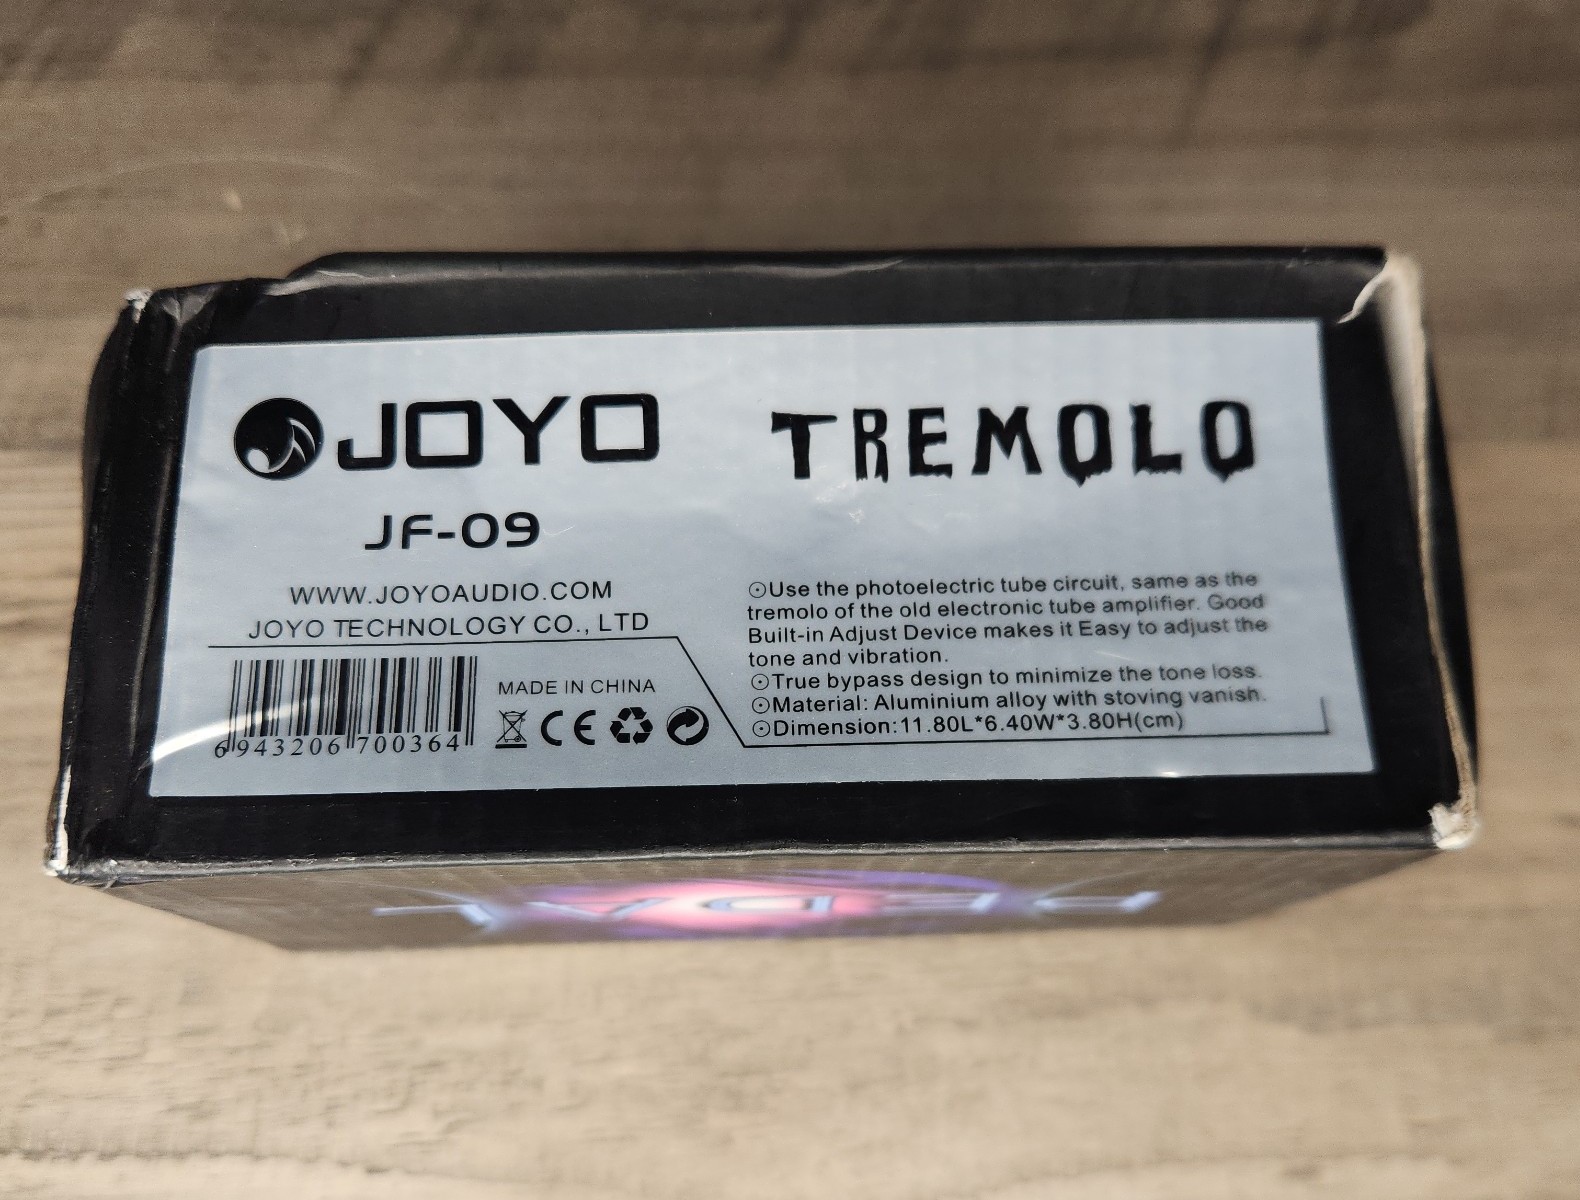 JOYO
TREMOLO
JF-09
WWW.JOYOAUDIO.COM
JOYO TECHNOLOGY CO., LTD
MADE IN CHINA
CE
6943206700364
⊙Use the photoelectric tube circuit, same as the
tremolo of the old electronic tube amplifier. Good
Built-in Adjust Device makes it Easy to adjust the
tone and vibration.
⊙True bypass design to minimize the tone loss.
⊙Material: Aluminium alloy with stoving vanish.
⊙Dimension:11.80L*6.40W*3.80H(cm)
PEDAL